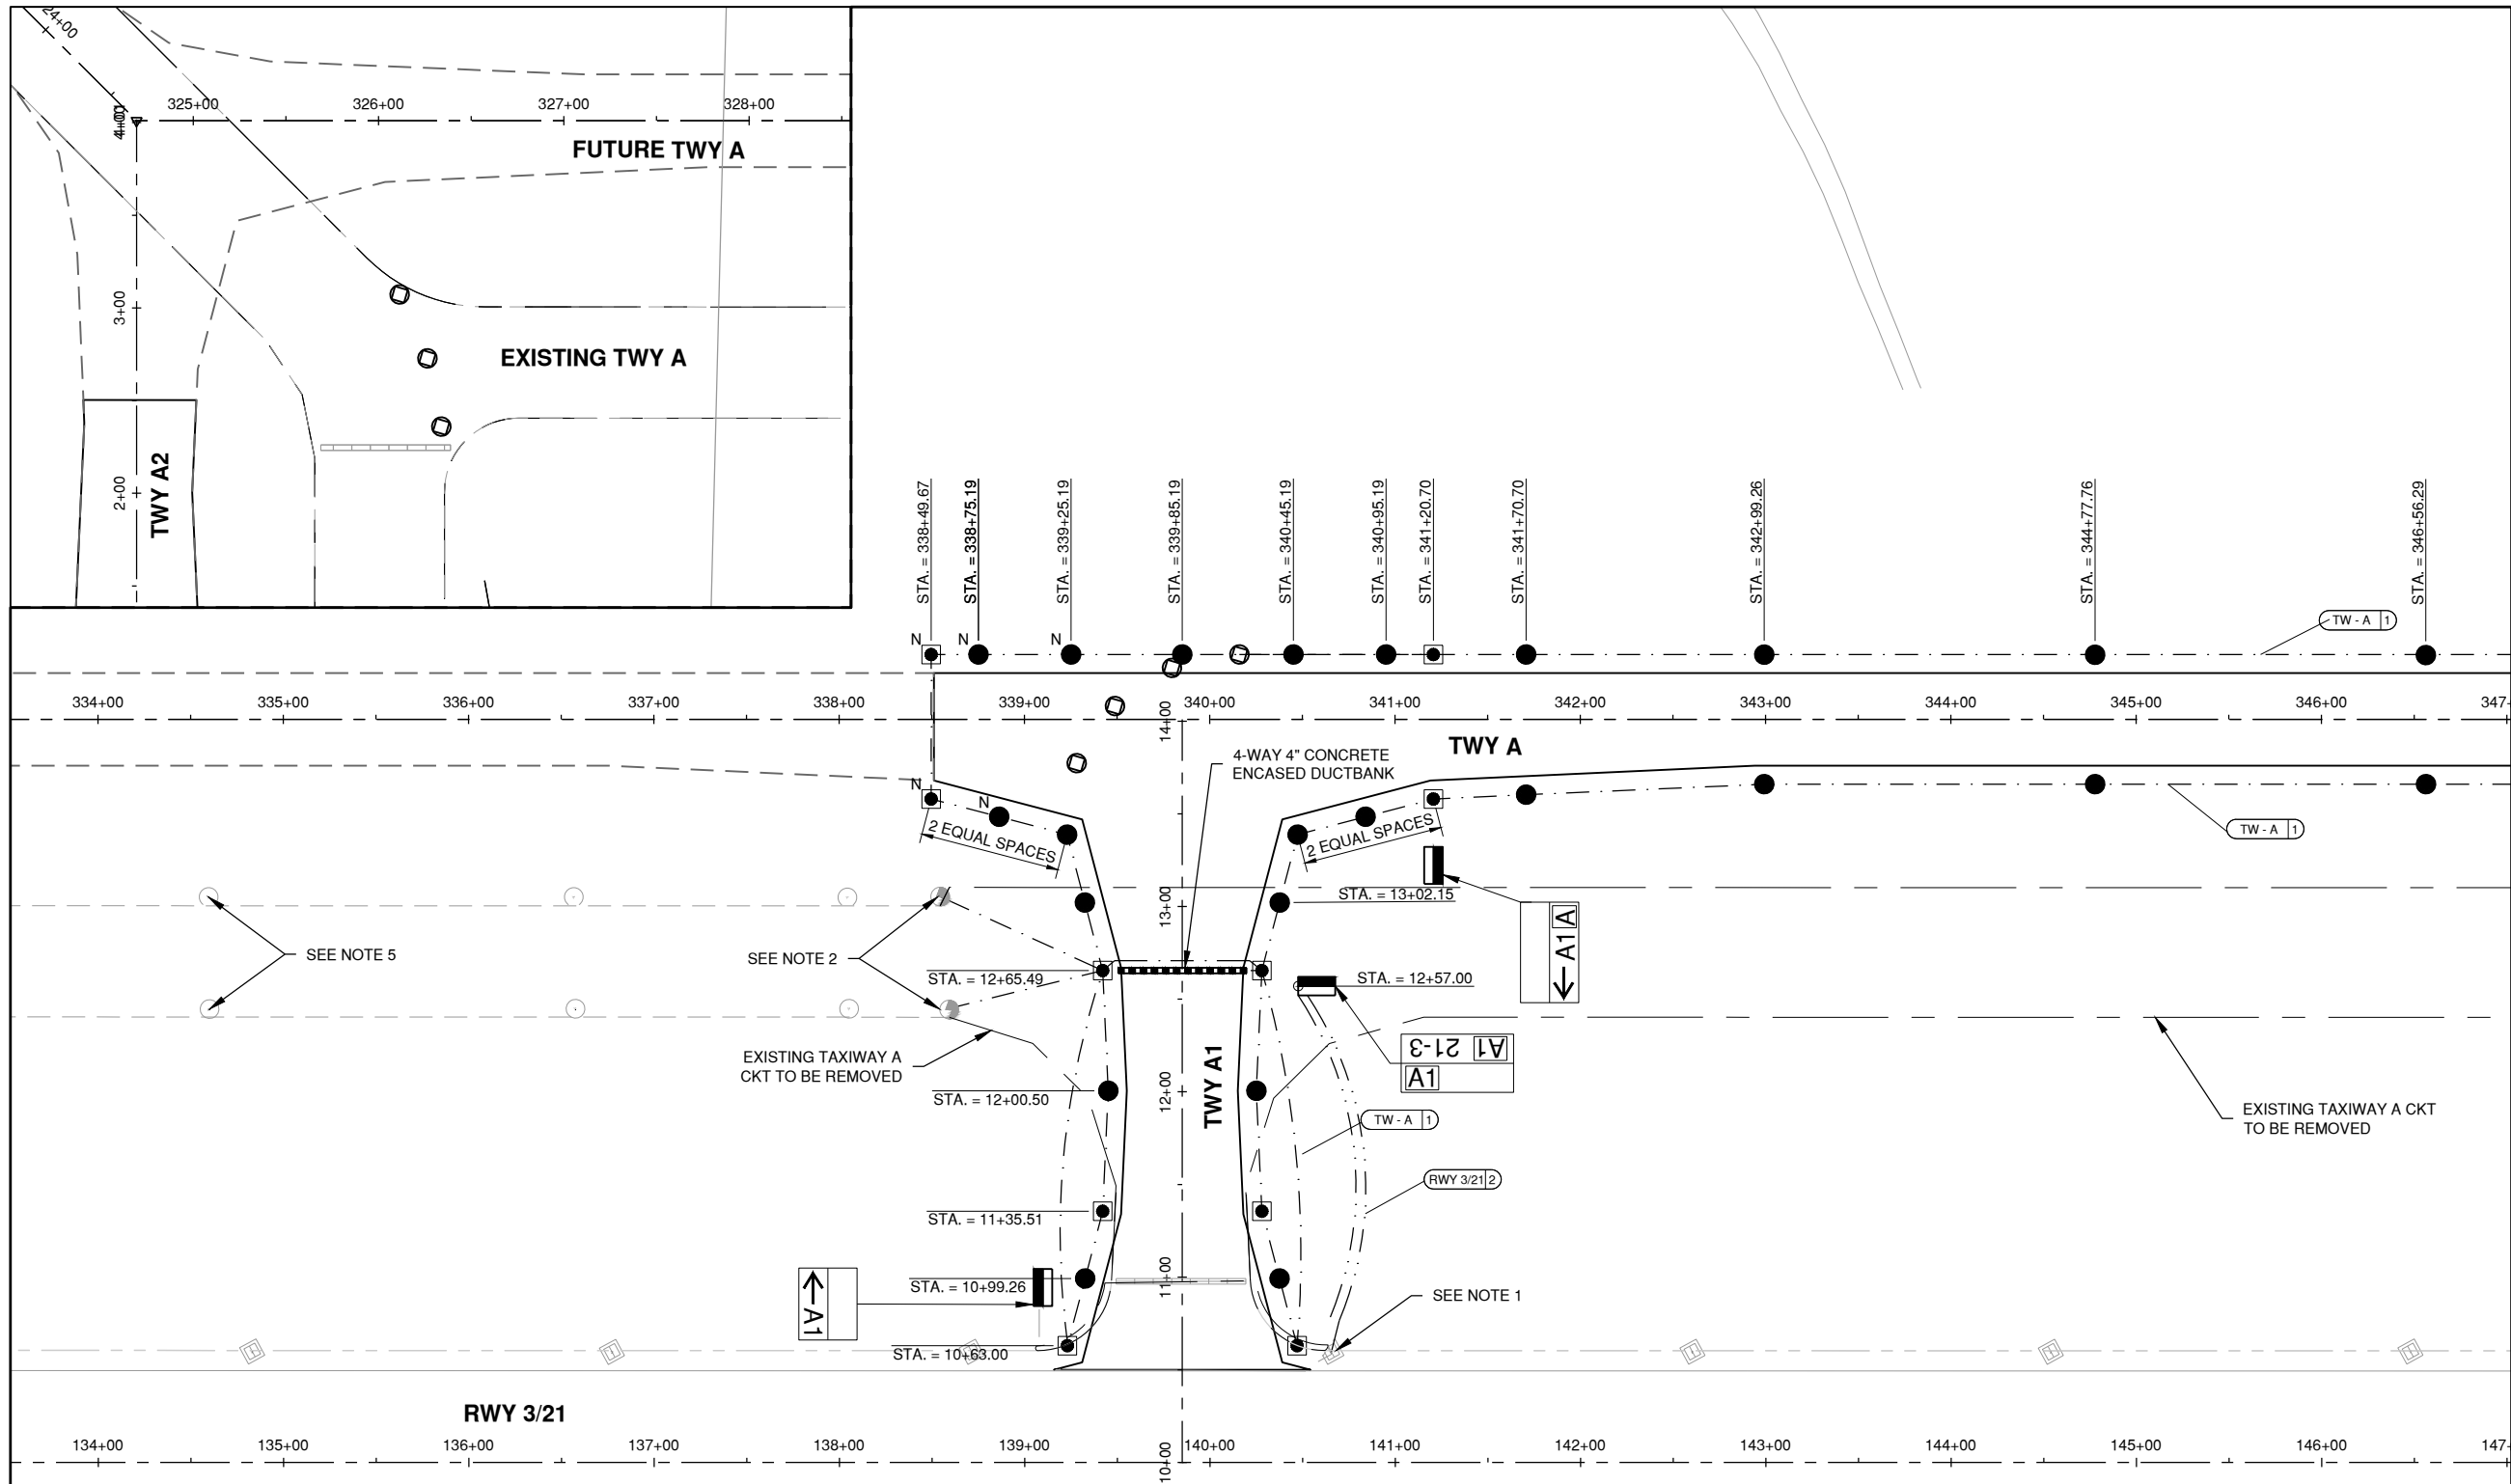 24+00
325+00
326+00
327+00
328+00
FUTURE TWY A
3+00
EXISTING TWY A
2+00
TWY A2
STA. = 338+49.67
STA. = 338+75.19
STA. = 339+25.19
STA. = 339+85.19
STA. = 340+45.19
STA. = 340+95.19
STA. = 341+20.70
STA. = 341+70.70
STA. = 342+99.26
STA. = 344+77.76
STA. = 346+56.29
TW - A 1
N
N
N
334+00
335+00
336+00
337+00
338+00
339+00
340+00
341+00
342+00
343+00
344+00
345+00
346+00
347-
14+00
TWY A
4-WAY 4" CONCRETE
ENCASED DUCTBANK
N
N
2 EQUAL SPACES
2 EQUAL SPACES
TW - A 1
13+00
STA. = 13+02.15
A1 A
SEE NOTE 5
SEE NOTE 2
STA. = 12+65.49
STA. = 12+57.00
EXISTING TAXIWAY A
CKT TO BE REMOVED
A1 21-3
A1
TWY A1
12+00
STA. = 12+00.50
TW - A 1
EXISTING TAXIWAY A CKT
TO BE REMOVED
RWY 3/21 2
STA. = 11+35.51
11+00
STA. = 10+99.26
A1
SEE NOTE 1
STA. = 10+63.00
RWY 3/21
134+00
135+00
136+00
137+00
138+00
139+00
140+00
141+00
142+00
143+00
144+00
145+00
146+00
147-
10+00